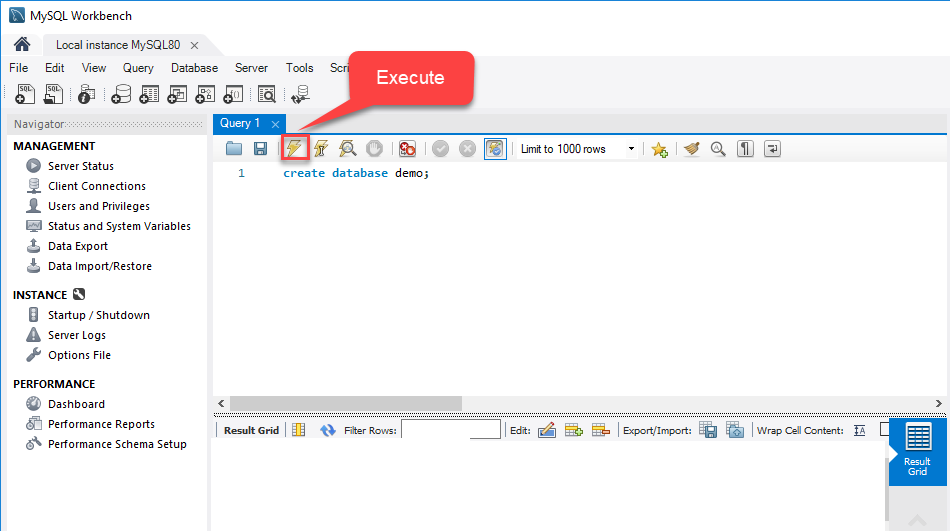 MySQL Workbench
Local instance MySQL80
File Edit View Query Database Server Tools
Execute
SQL SQL
Navigator
Query 1
MANAGEMENT
Limit to 1000 rows
Server Status
1 create database demo;
Client Connections
Users and Privileges
Status and System Variables
Data Export
Data Import/Restore
INSTANCE
Startup / Shutdown
Server Logs
Options File
PERFORMANCE
Dashboard
Performance Reports
Performance Schema Setup
Result Grid Filter Rows: Edit: Export/Import: Wrap Cell Content: IA
Result
Grid